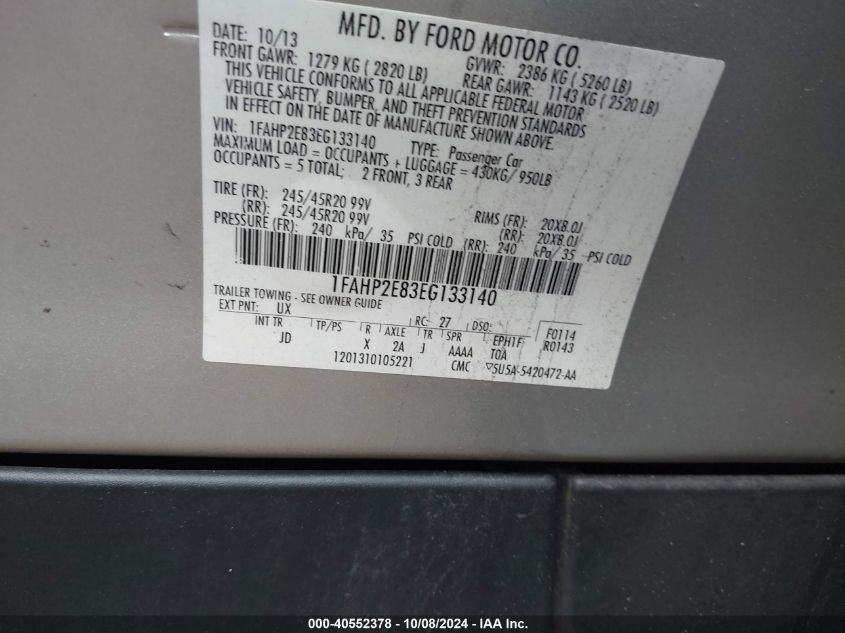 MFD. BY FORD MOTOR CO.
DATE: 10/13 GVWR: 2386 KG ( 5260 LB)
FRONT GAWR: 1279 KG ( 2820 LB) REAR GAWR: 1143 KG ( 2520 LB)
THIS VEHICLE CONFORMS TO ALL APPLICABLE FEDERAL MOTOR
VEHICLE SAFETY, BUMPER, AND THEFT PREVENTION STANDARDS
IN EFFECT ON THE DATE OF MANUFACTURE SHOWN ABOVE.
VIN: 1FAHP2E83EG133140 TYPE: Passenger Car
MAXIMUM LOAD = OCCUPANTS + LUGGAGE = 430KG/ 950LB
OCCUPANTS = 5 TOTAL; 2 FRONT, 3 REAR
TIRE (FR): 245/45R20 99V RIMS (FR): 20X8.0J
(RR): 245/45R20 99V (RR): 20X8.0J
PRESSURE (FR): 240 kPa/ 35 PSI COLD (RR): 240 kPa/ 35 PSI COLD
1FAHP2E83EG133140
TRAILER TOWING - SEE OWNER GUIDE
EXT PNT: UX RC: 27 DSO: F0114
INT TR TP/PS R AXLE TR SPR EPH1F: R0143
JD X 2A J AAAA T0A
1201310105221 CMC ▽5U5A-5420472-AA
000-40552378 - 10/08/2024 - IAA Inc.